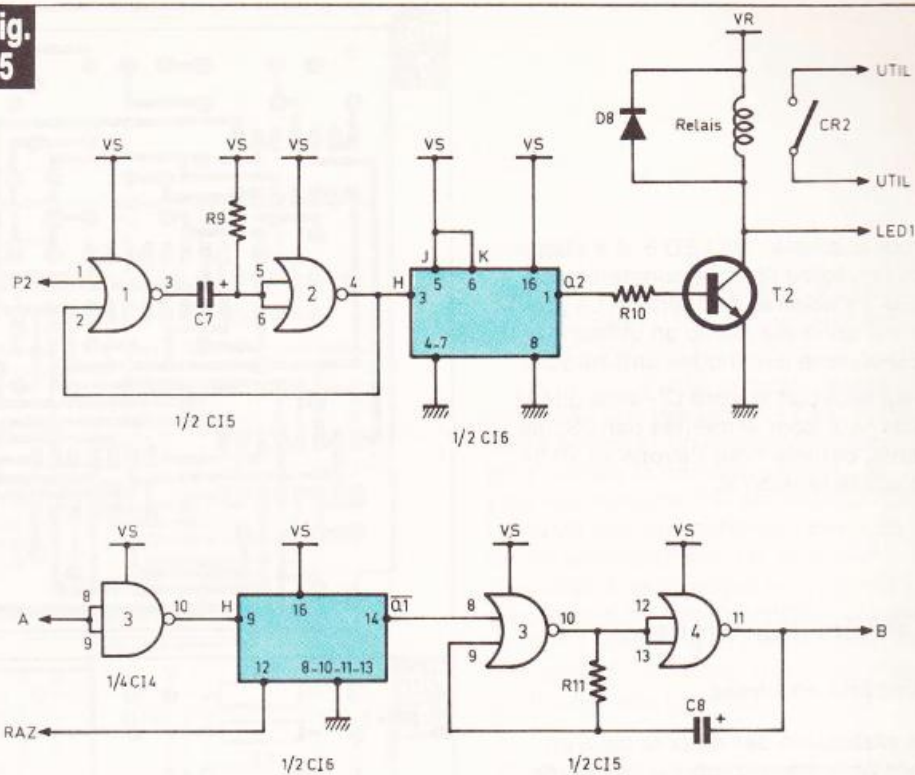 ig.
5
VR
UTIL
D8
Relais
CR2
UTIL
LED1
VS
VS
VS
VS
R9
P2
1
2
1
3
C7
+
5
6
2
4
H
3
J
5
K
6
16
1
Q2
4-7
8
R10
T2
1/2 CI5
1/2 CI6
VS
VS
VS
VS
A
8
9
3
10
H
9
16
14
Q1
12
8-10-11-13
8
9
3
10
12
13
4
11
B
R11
C8
+
1/4 CI4
RAZ
1/2 CI6
1/2 CI5